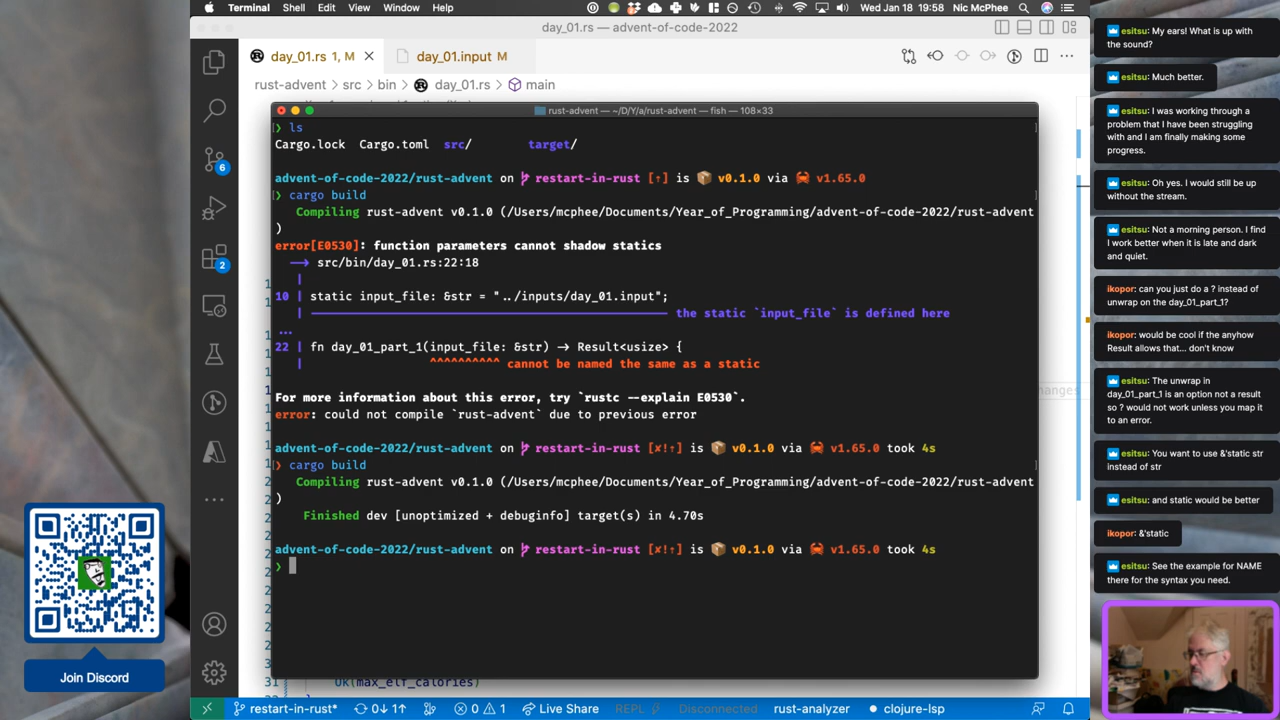 Terminal Shell Edit View Window Help Wed Jan 18 19:58 Nic McPhee
day_01.rs — advent-of-code-2022
day_01.rs 1, M
day_01.input M
rust-advent > src > bin > day_01.rs > main
rust-advent — ~/D/Y/a/rust-advent — fish — 108×33
❯ ls
Cargo.lock Cargo.toml src/ target/
advent-of-code-2022/rust-advent on restart-in-rust [↑] is 📦 v0.1.0 via 🦀 v1.65.0
❯ cargo build
Compiling rust-advent v0.1.0 (/Users/mcphee/Documents/Year_of_Programming/advent-of-code-2022/rust-advent
)
error[E0530]: function parameters cannot shadow statics
--> src/bin/day_01.rs:22:18
|
10 | static input_file: &str = "../inputs/day_01.input";
| ---------------------------------------------------- the static `input_file` is defined here
...
22 | fn day_01_part_1(input_file: &str) -> Result<usize> {
| ^^^^^^^^^^ cannot be named the same as a static
For more information about this error, try `rustc --explain E0530`.
error: could not compile `rust-advent` due to previous error
advent-of-code-2022/rust-advent on restart-in-rust [✘!↑] is 📦 v0.1.0 via 🦀 v1.65.0 took 4s
❯ cargo build
Compiling rust-advent v0.1.0 (/Users/mcphee/Documents/Year_of_Programming/advent-of-code-2022/rust-advent
)
Finished dev [unoptimized + debuginfo] target(s) in 4.70s
advent-of-code-2022/rust-advent on restart-in-rust [✘!↑] is 📦 v0.1.0 via 🦀 v1.65.0 took 4s
❯
31 Ok(max_elf_calories)
restart-in-rust* 0↓ 1↑ 0 1 Live Share REPL Disconnected rust-analyzer clojure-lsp
6
2
Join Discord
esitsu: My ears! What is up with
the sound?
esitsu: Much better.
esitsu: I was working through a
problem that I have been struggling
with and I am finally making some
progress.
esitsu: Oh yes. I would still be up
without the stream.
esitsu: Not a morning person. I find
I work better when it is late and dark
and quiet.
ikopor: can you just do a ? instead of
unwrap on the day_01_part_1?
ikopor: would be cool if the anyhow
Result allows that... don't know
esitsu: The unwrap in
day_01_part_1 is an option not a result
so ? would not work unless you map it
to an error.
esitsu: You want to use &'static str
instead of str
esitsu: and static would be better
ikopor: &'static
esitsu: See the example for NAME
there for the syntax you need.